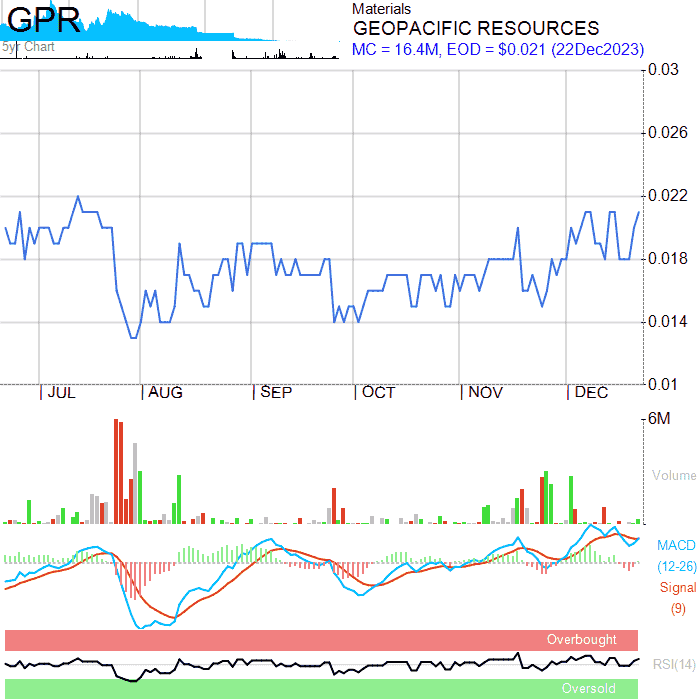 GPR
5yr Chart
Materials
GEOPACIFIC RESOURCES
MC = 16.4M, EOD = $0.021 (22Dec2023)
0.03
0.026
0.022
0.018
0.014
0.01
JUL AUG SEP OCT NOV DEC
6M
Volume
MACD
(12-26)
Signal
(9)
Overbought
RSI(14)
Oversold